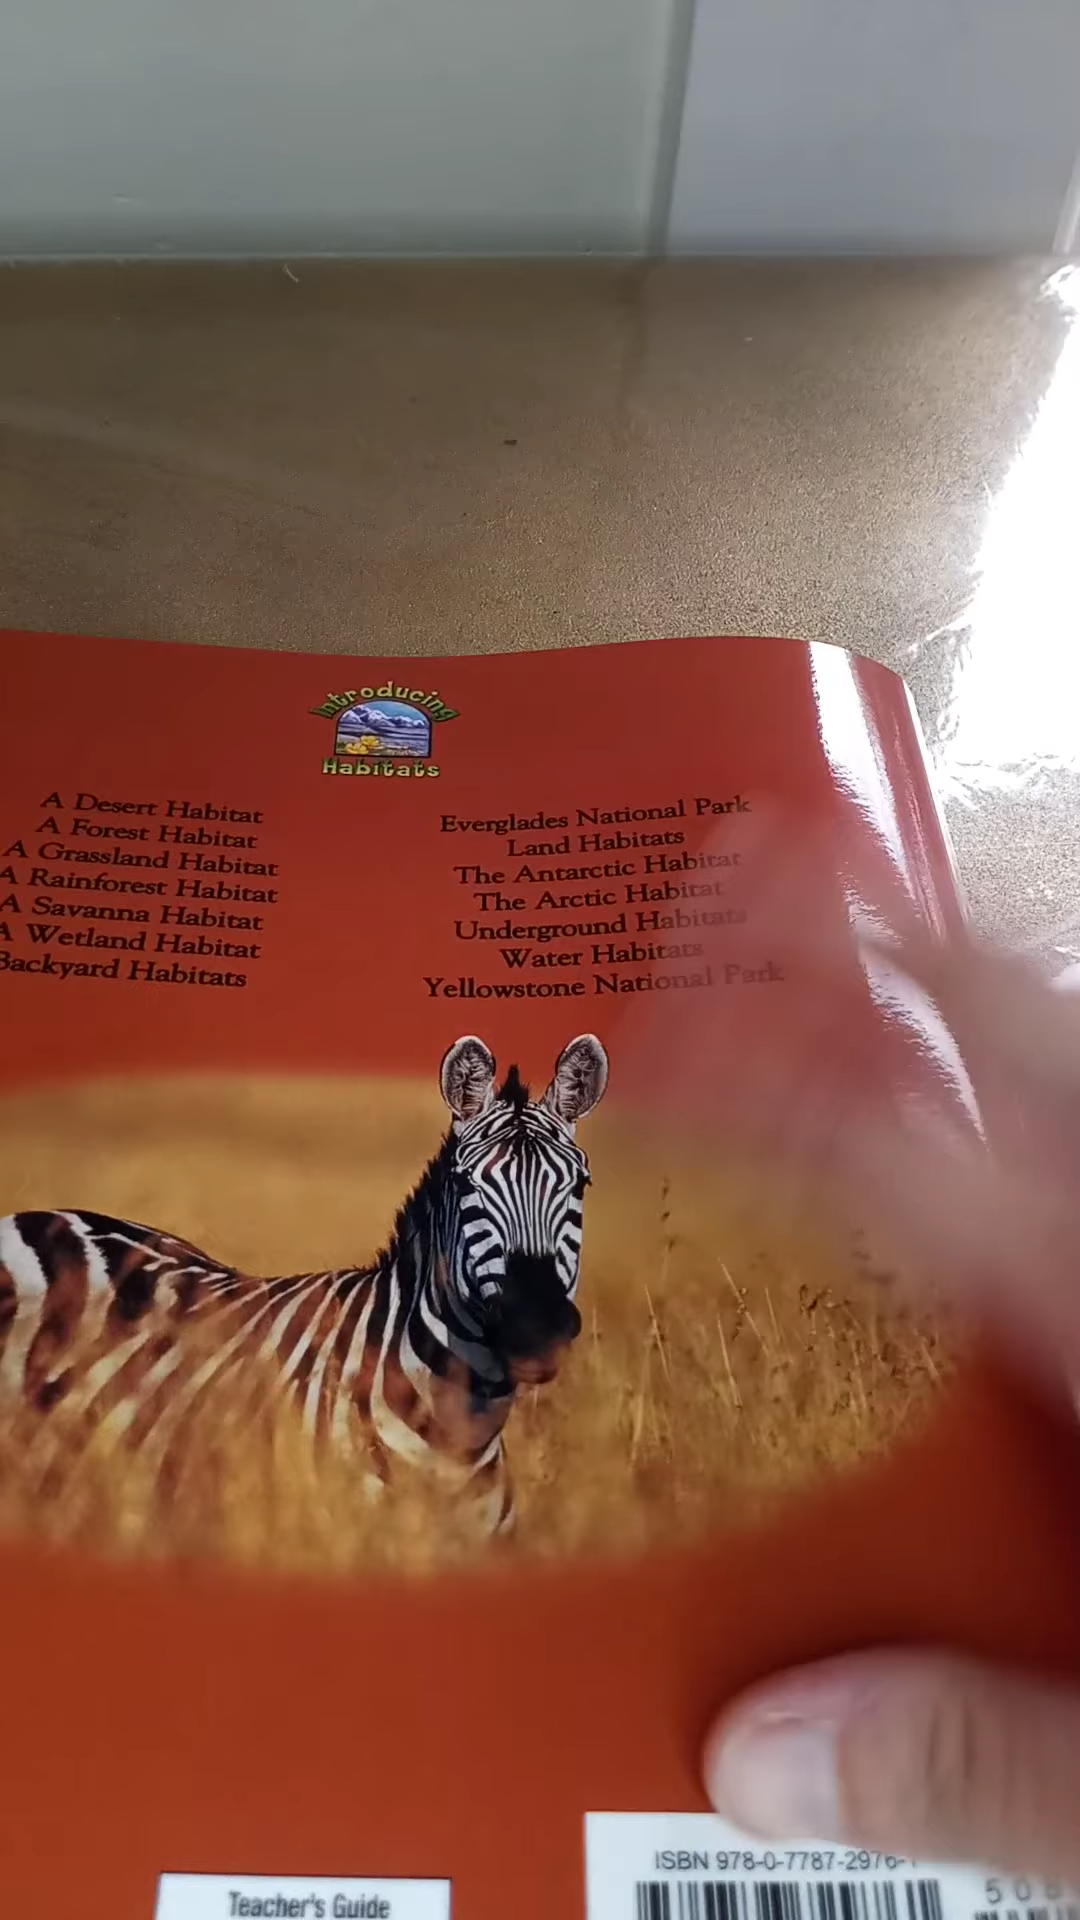 Introducing
Habitats
A Desert Habitat
A Forest Habitat
A Grassland Habitat
A Rainforest Habitat
A Savanna Habitat
A Wetland Habitat
Backyard Habitats
Everglades National Park
Land Habitats
The Antarctic Habitat
The Arctic Habitat
Underground Habitats
Water Habitats
Yellowstone National Park
ISBN 978-0-7787-2976-
Teacher's Guide